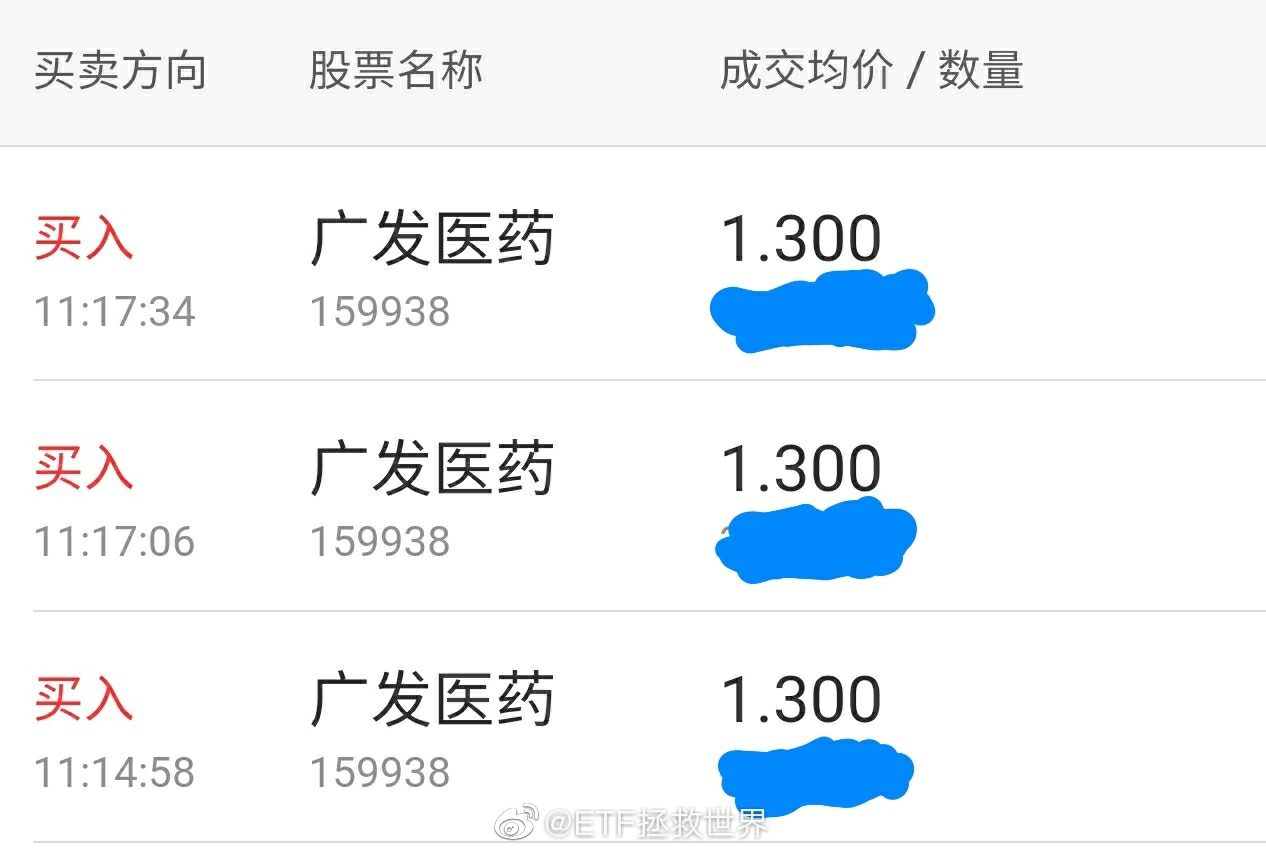 买卖方向 股票名称 成交均价 / 数量
买入 广发医药 1.300
11:17:34 159938
买入 广发医药 1.300
11:17:06 159938
买入 广发医药 1.300
11:14:58 159938
@ETF拯救世界